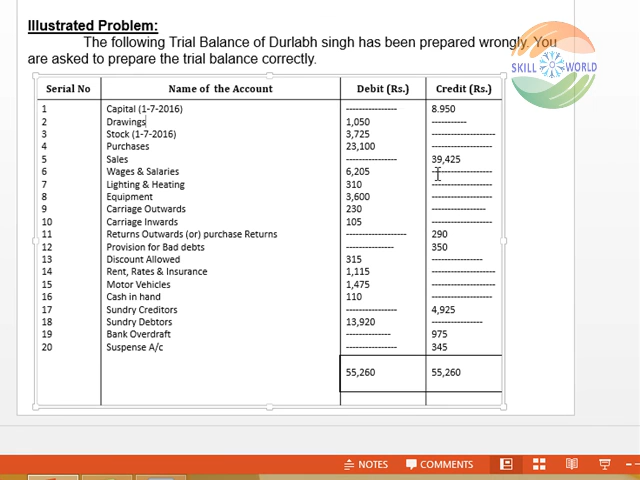 Illustrated Problem:
The following Trial Balance of Durlabh singh has been prepared wrongly. You
are asked to prepare the trial balance correctly.
SKILL WORLD
Serial No Name of the Account Debit (Rs.) Credit (Rs.)
1 Capital (1-7-2016) ---------------- 8.950
2 Drawings 1,050 -----------
3 Stock (1-7-2016) 3,725 --------------------
4 Purchases 23,100 -------------------
5 Sales ---------------- 39,425
6 Wages & Salaries 6,205 -------------------
7 Lighting & Heating 310 -------------------
8 Equipment 3,600 -------------------
9 Carriage Outwards 230 -----------------
10 Carriage Inwards 105 -------------------
11 Returns Outwards (or) purchase Returns ------------------- 290
12 Provision for Bad debts --------------- 350
13 Discount Allowed 315 ----------------
14 Rent, Rates & Insurance 1,115 --------------------
15 Motor Vehicles 1,475 -------------------
16 Cash in hand 110 -------------------
17 Sundry Creditors ---------------- 4,925
18 Sundry Debtors 13,920 ----------------
19 Bank Overdraft -------------- 975
20 Suspense A/c ---------------- 345
55,260 55,260
NOTES COMMENTS